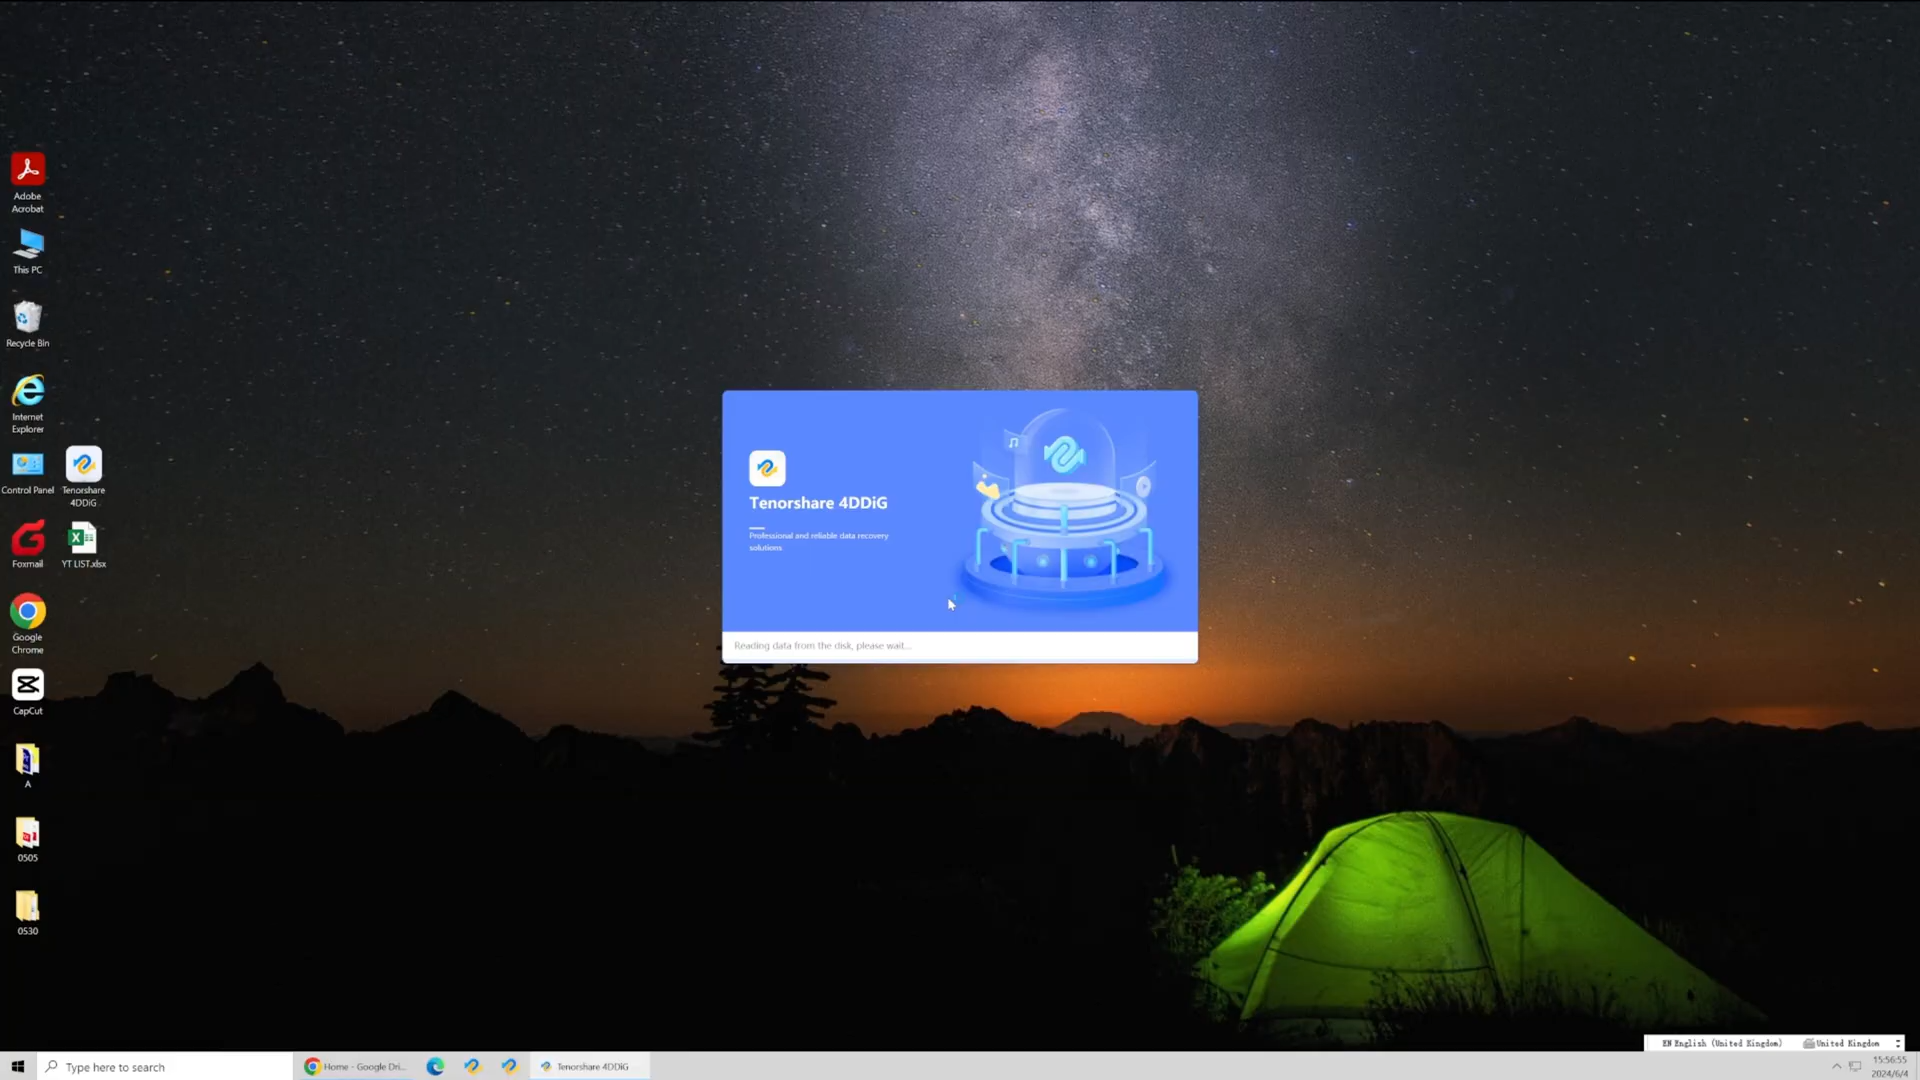 Adobe
Acrobat
This PC
Recycle Bin
Internet
Explorer
Control Panel
Tenorshare
4DDiG
Foxmail
YT LIST.xlsx
Google
Chrome
CapCut
A
0505
0530
Tenorshare 4DDiG
Professional and reliable data recovery
solutions
Reading data from the disk, please wait...
EN English (United Kingdom)
United Kingdom
Type here to search
Home - Google Dri...
Tenorshare 4DDiG
15:56:55
2024/6/4